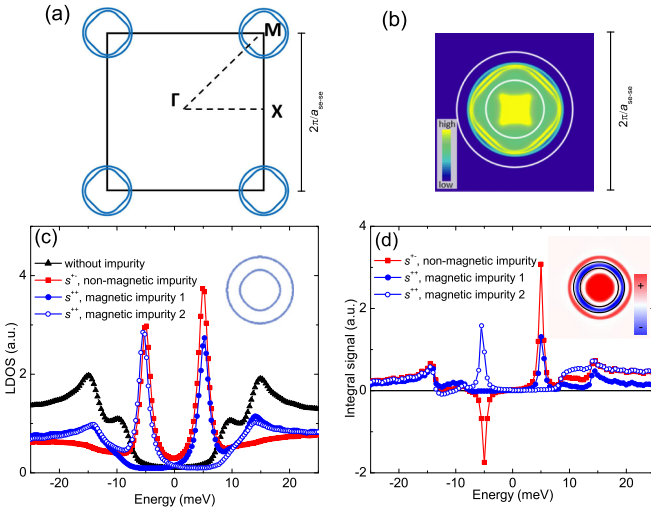 (a)
M
Γ
X
2π/a_se-se
(b)
high
low
2π/a_se-se
(c)
without impurity
s⁺⁻, non-magnetic impurity
s⁺⁺, magnetic impurity 1
s⁺⁺, magnetic impurity 2
LDOS (a.u.)
4
2
0
-20
-10
0
10
20
Energy (meV)
(d)
s⁺⁻, non-magnetic impurity
s⁺⁺, magnetic impurity 1
s⁺⁺, magnetic impurity 2
+
-
Integral signal (a.u.)
4
2
0
-2
-20
-10
0
10
20
Energy (meV)